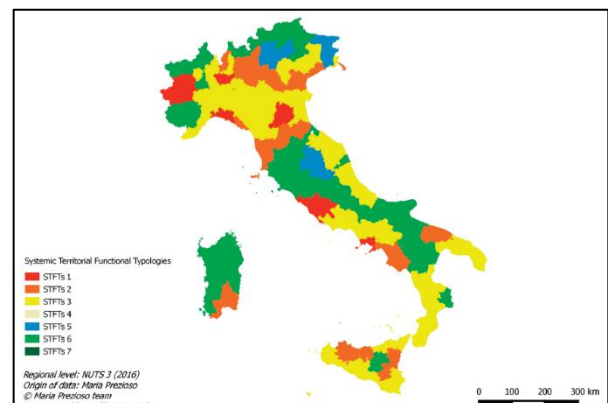 Systemic Territorial Functional Typologies
STFTs 1
STFTs 2
STFTs 3
STFTs 4
STFTs 5
STFTs 6
STFTs 7
Regional level: NUTS 3 (2016)
Origin of data: Maria Prezioso
© Maria Prezioso team
0 100 200 300 km